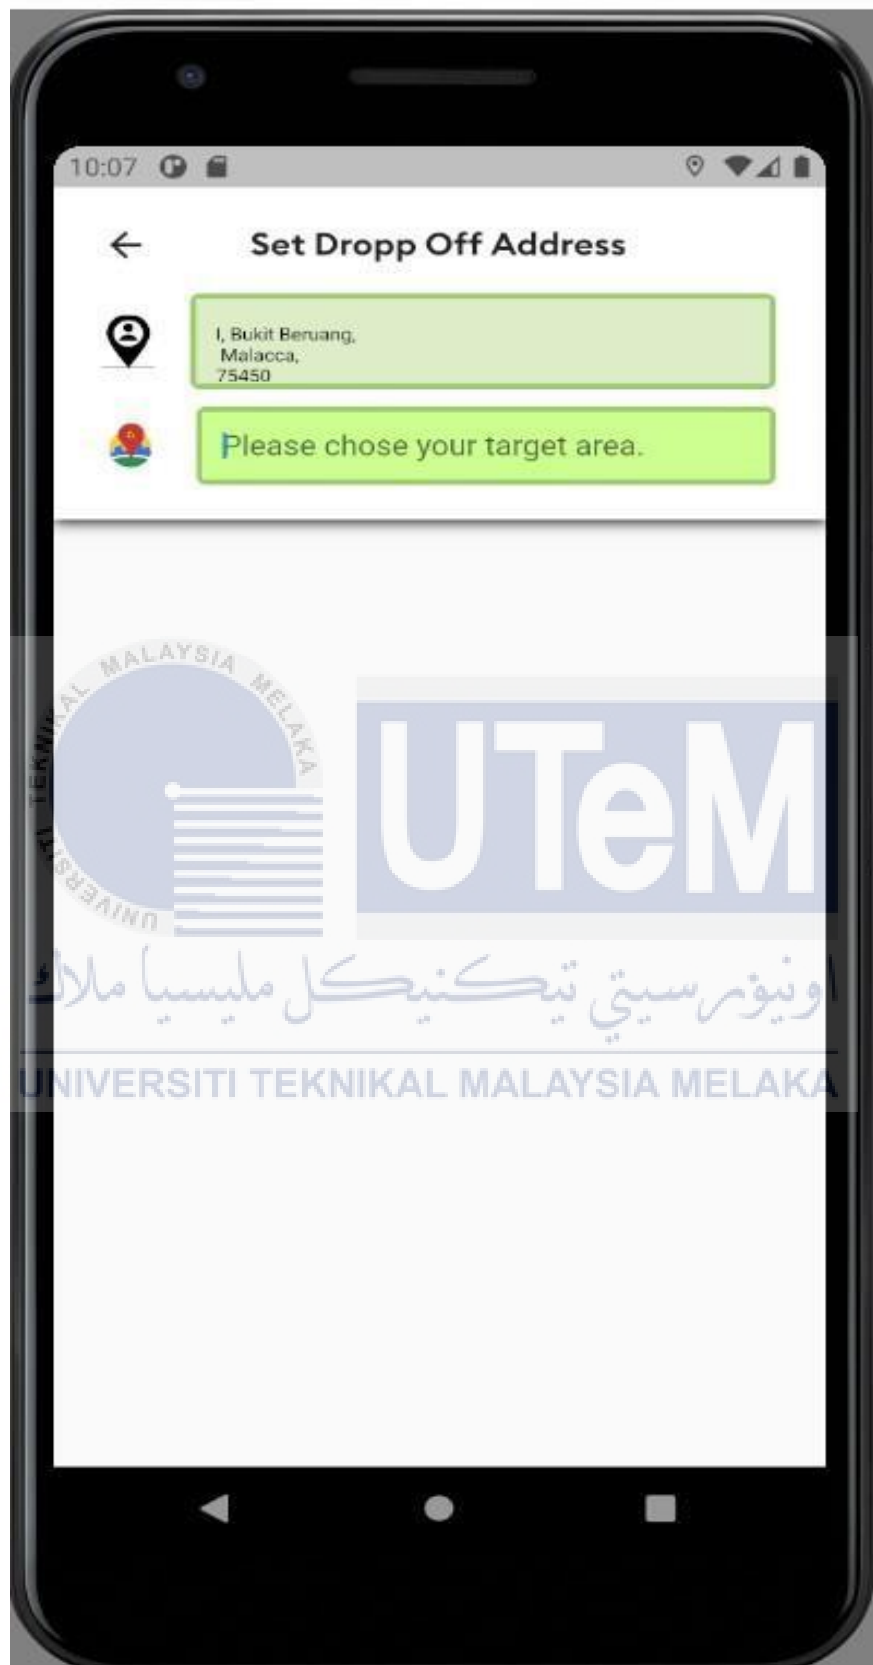 10:07
Set Dropp Off Address
I, Bukit Beruang,
Malacca,
75450
Please chose your target area.
UNIVERSITI TEKNIKAL MALAYSIA MELAKA
UTeM
اونيۏرسيتي تيكنيكل مليسيا ملاك
UNIVERSITI TEKNIKAL MALAYSIA MELAKA